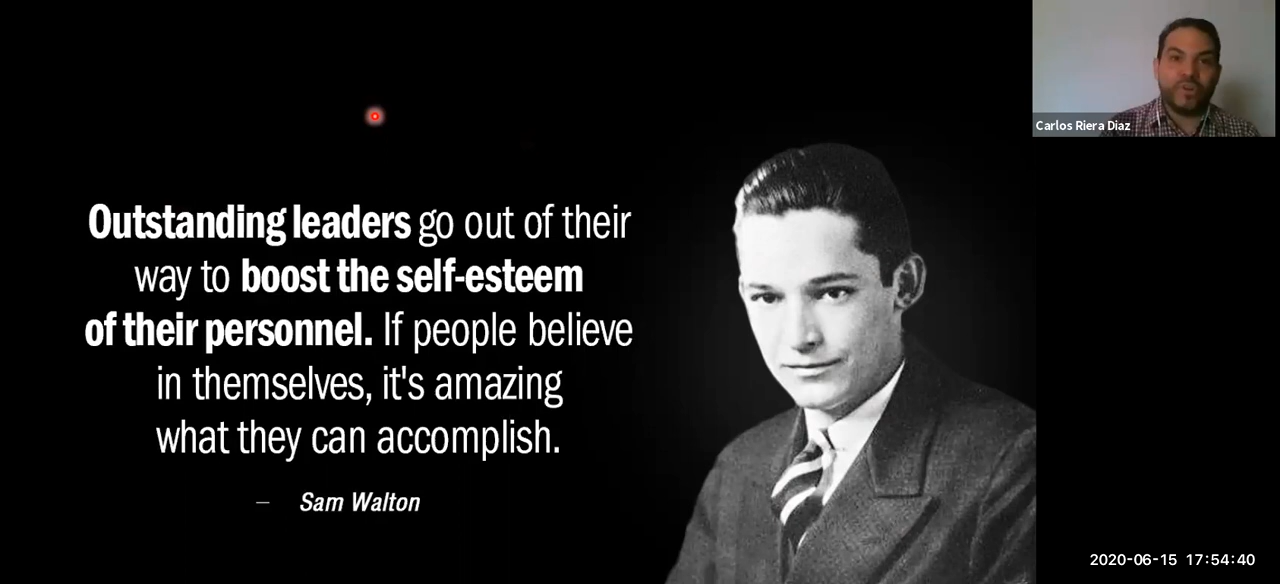 Carlos Riera Diaz
Outstanding leaders go out of their
way to boost the self-esteem
of their personnel. If people believe
in themselves, it's amazing
what they can accomplish.
– Sam Walton
2020-06-15 17:54:40